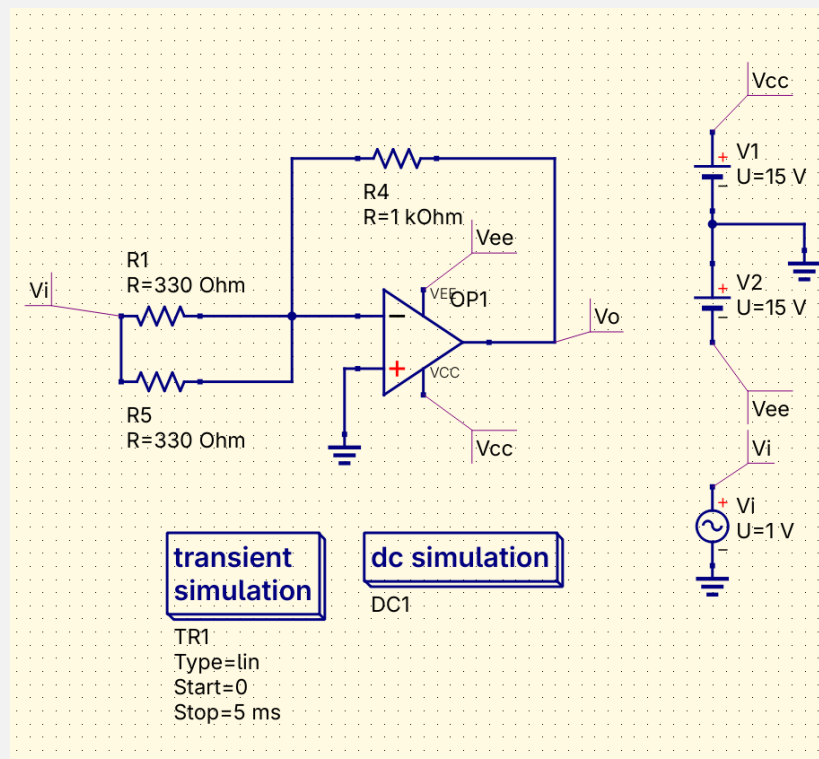 Vcc
V1
U=15 V
R4
R=1 kOhm
Vee
R1
R=330 Ohm
Vi
VEE
OP1
V2
U=15 V
Vo
VCC
R5
R=330 Ohm
Vcc
Vee
Vi
Vi
U=1 V
transient
simulation
dc simulation
DC1
TR1
Type=lin
Start=0
Stop=5 ms